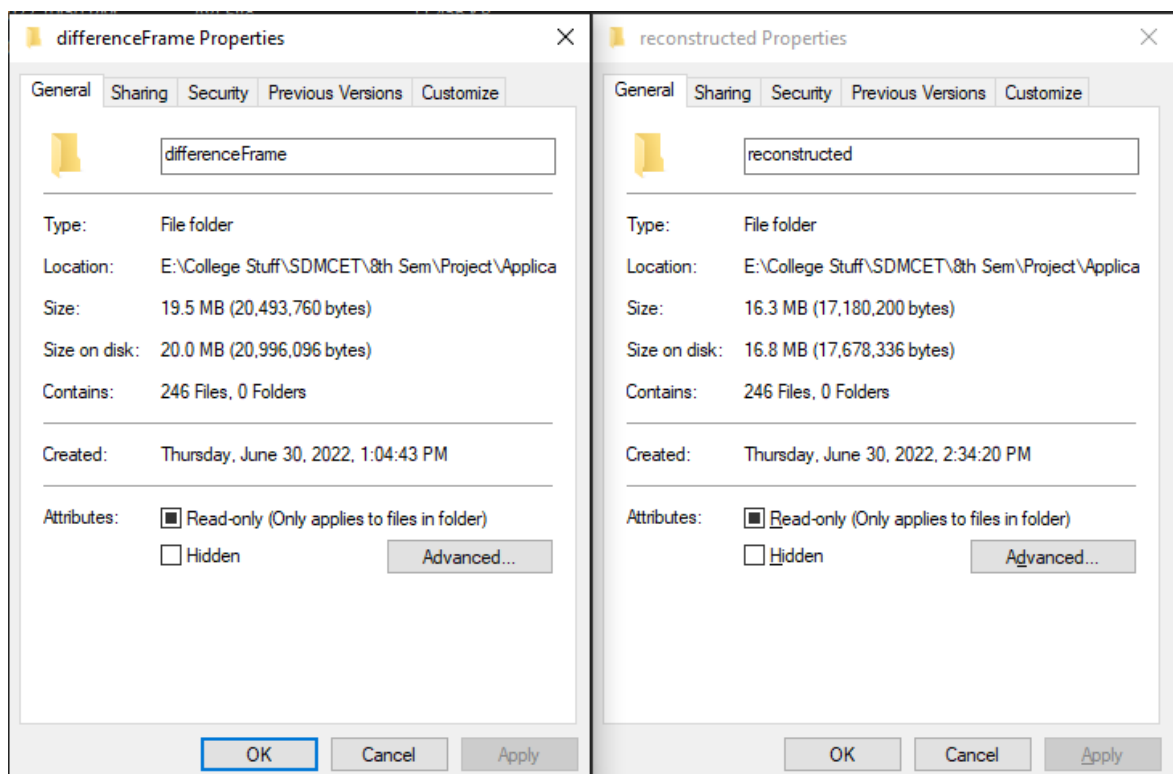 differenceFrame Properties
General Sharing Security Previous Versions Customize
differenceFrame
Type: File folder
Location: E:\College Stuff\SDMCET\8th Sem\Project\Applica
Size: 19.5 MB (20,493,760 bytes)
Size on disk: 20.0 MB (20,996,096 bytes)
Contains: 246 Files, 0 Folders
Created: Thursday, June 30, 2022, 1:04:43 PM
Attributes: Read-only (Only applies to files in folder)
Hidden Advanced...
OK Cancel Apply
reconstructed Properties
General Sharing Security Previous Versions Customize
reconstructed
Type: File folder
Location: E:\College Stuff\SDMCET\8th Sem\Project\Applica
Size: 16.3 MB (17,180,200 bytes)
Size on disk: 16.8 MB (17,678,336 bytes)
Contains: 246 Files, 0 Folders
Created: Thursday, June 30, 2022, 2:34:20 PM
Attributes: Read-only (Only applies to files in folder)
Hidden Advanced...
OK Cancel Apply